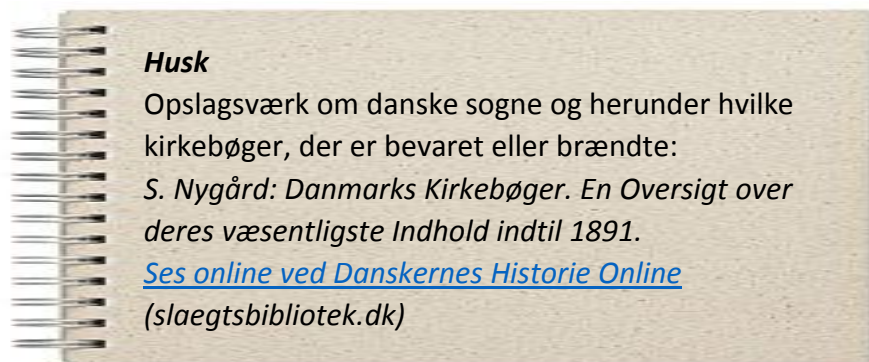 Husk
Opslagsværk om danske sogne og herunder hvilke
kirkebøger, der er bevaret eller brændte:
S. Nygård: Danmarks Kirkebøger. En Oversigt over
deres væsentligste Indhold indtil 1891.
Ses online ved Danskernes Historie Online
(slaegtsbibliotek.dk)